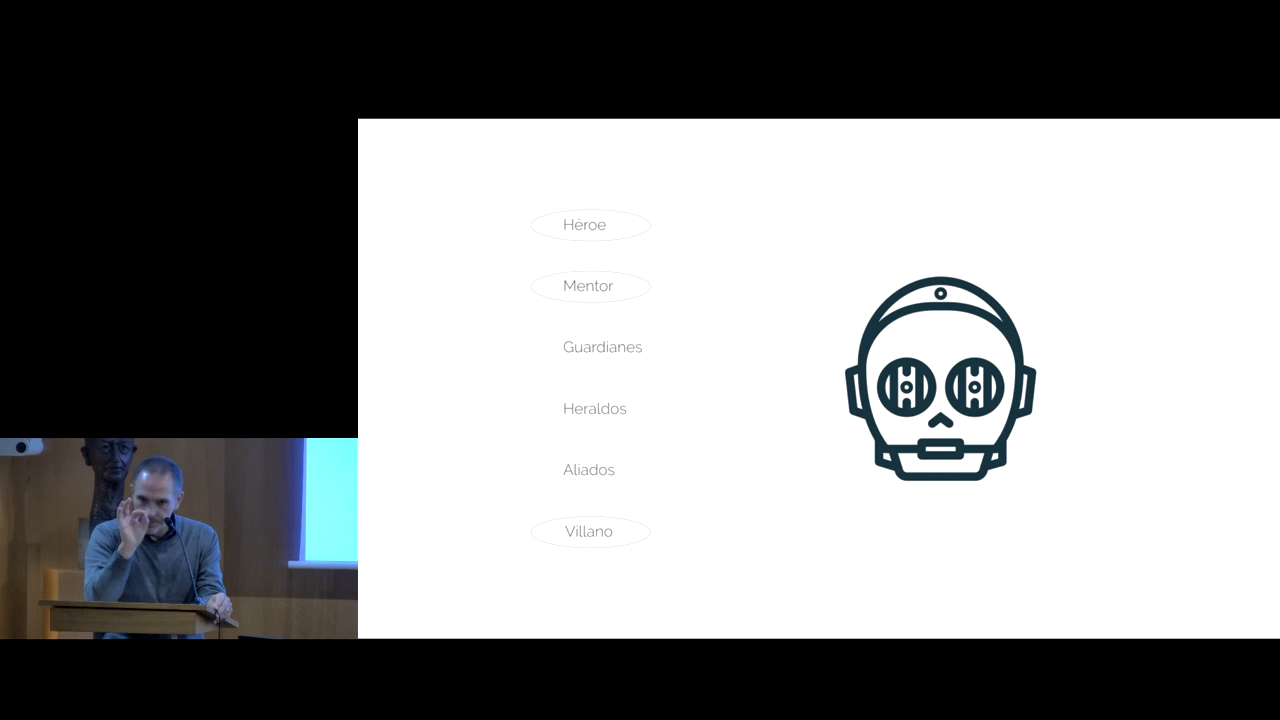 Héroe
Mentor
Guardianes
Heraldos
Aliados
Villano